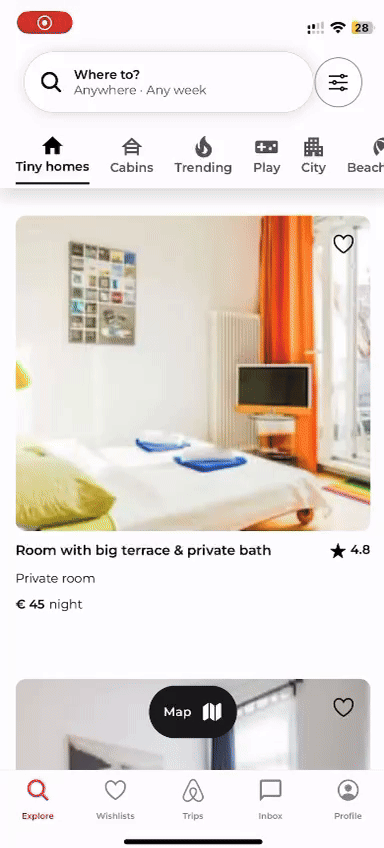 28
Where to?
Anywhere · Any week
Tiny homes
Cabins
Trending
Play
City
Beach
Room with big terrace & private bath
4.8
Private room
€ 45 night
Map
Explore
Wishlists
Trips
Inbox
Profile